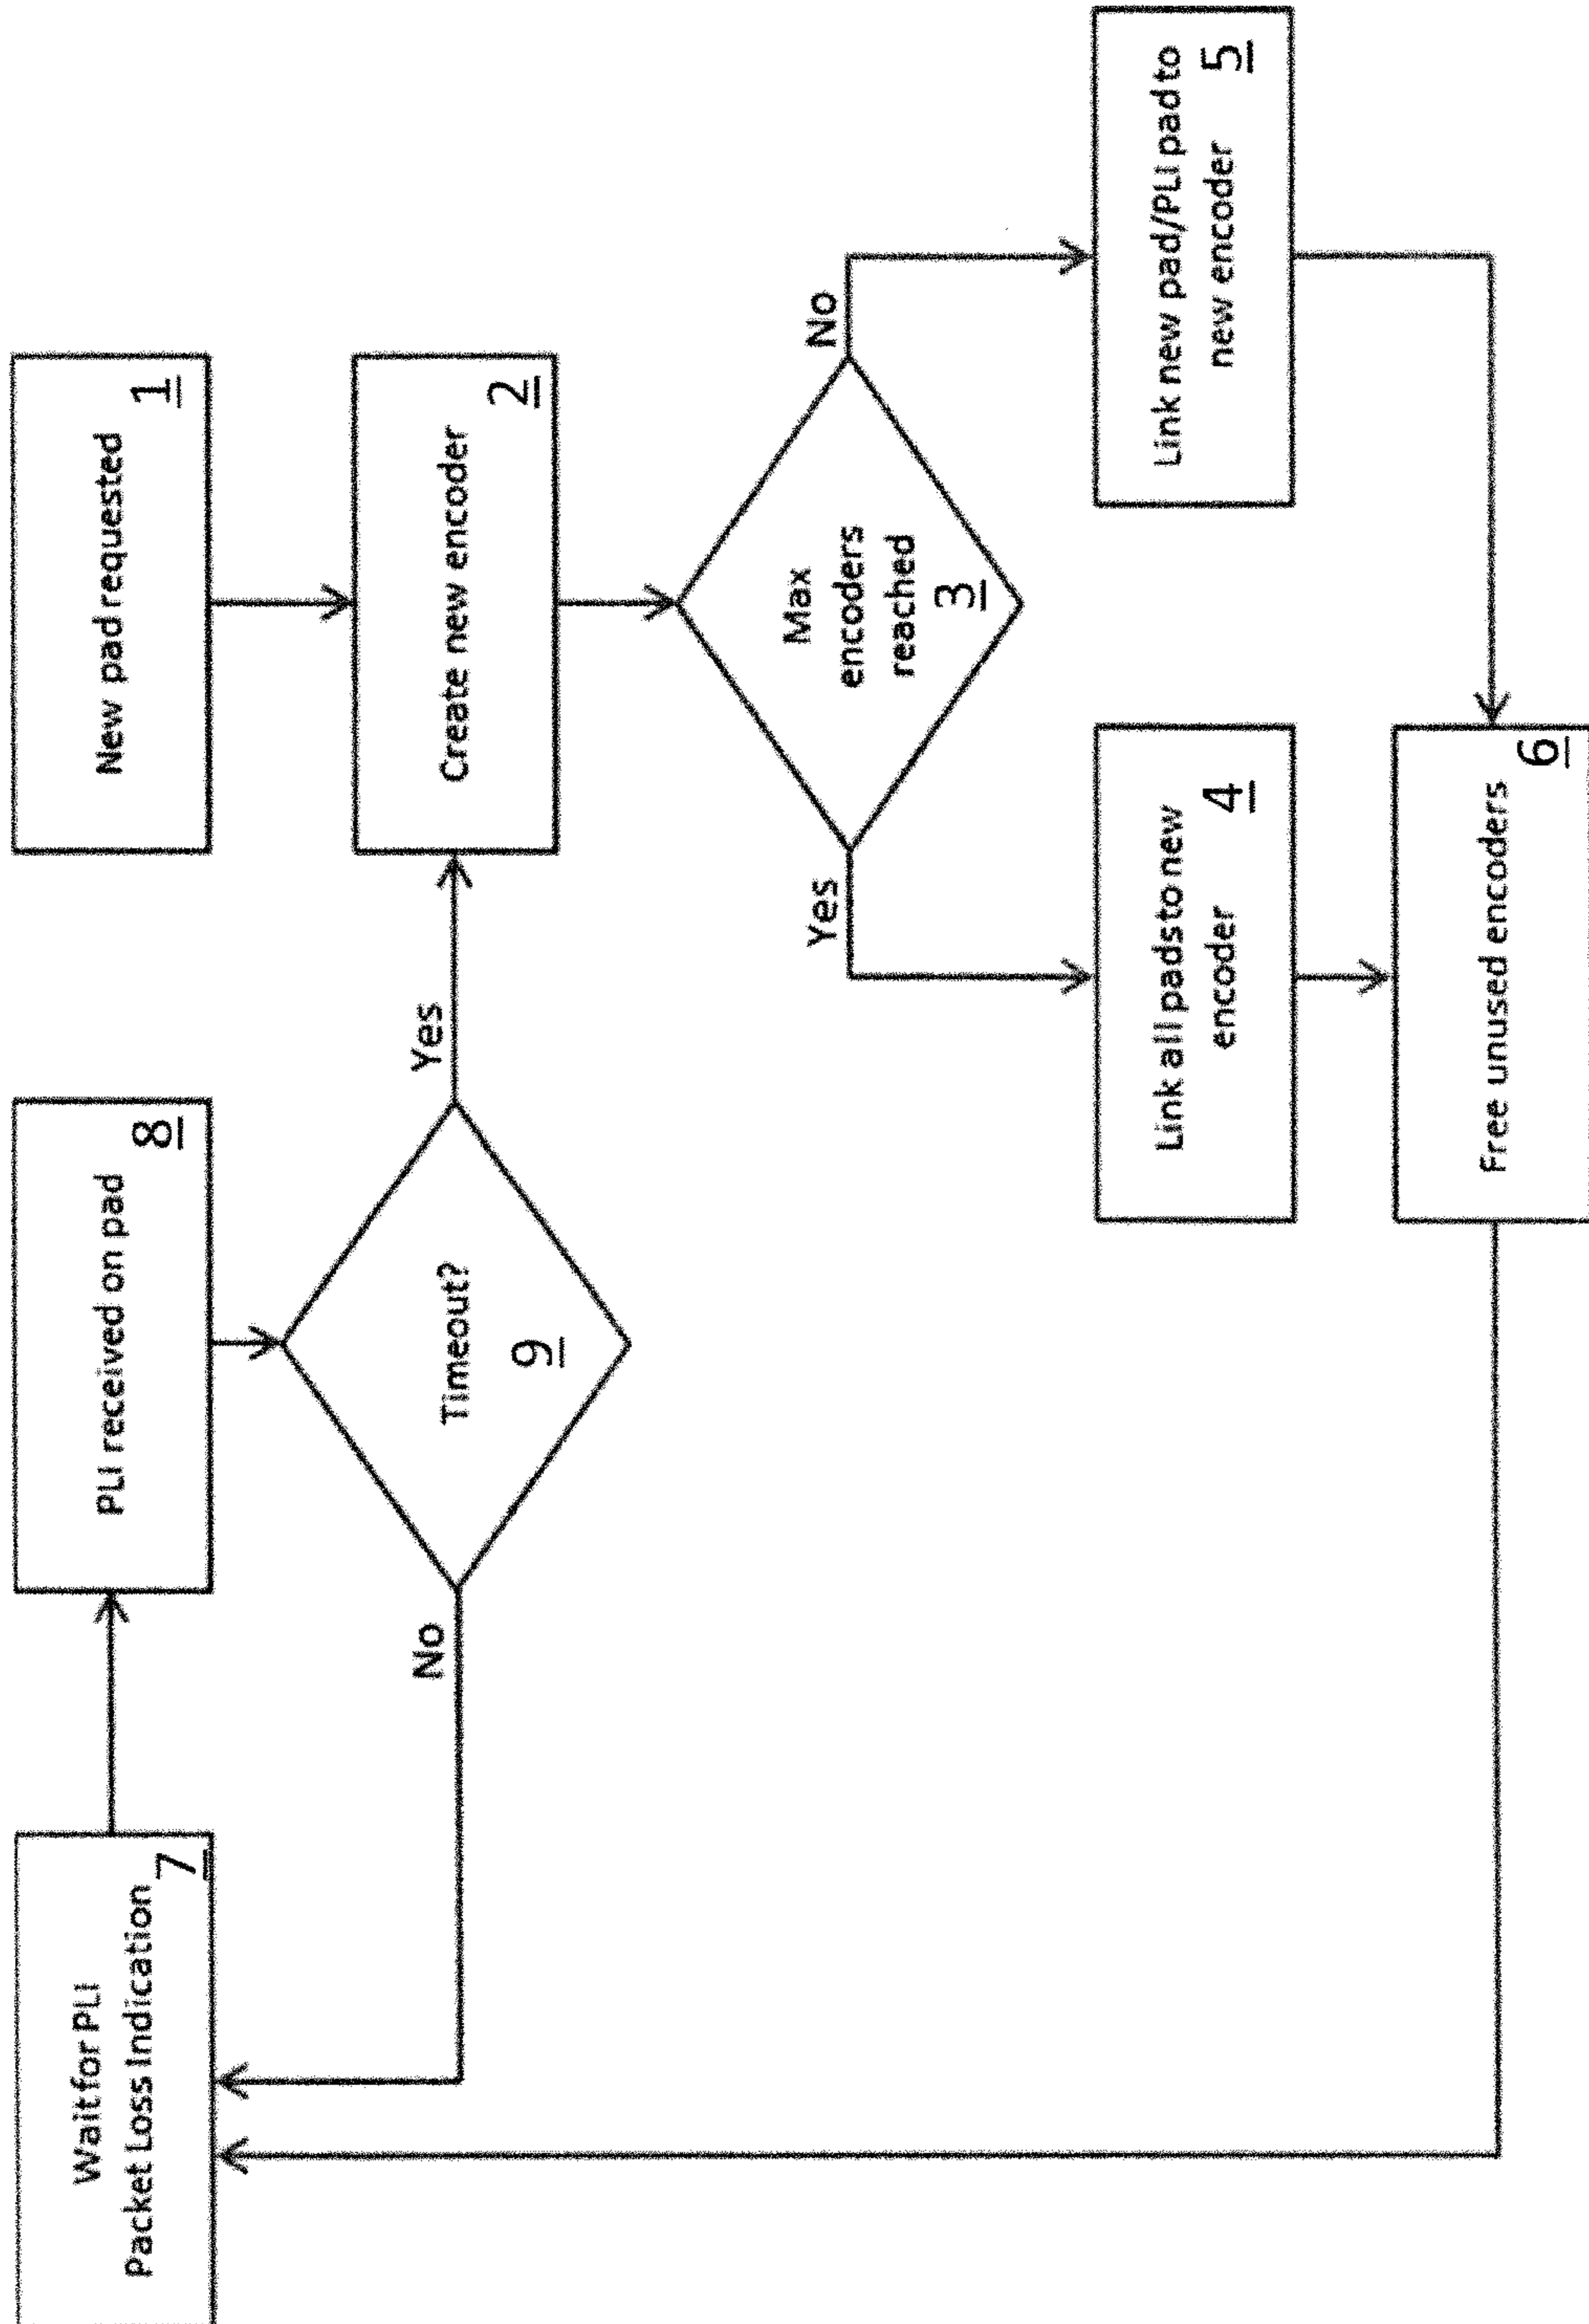 Wait for PLI
Packet Loss Indication
7
PLI received on pad
8
New pad requested
1
No
Timeout?
9
Yes
Create new encoder
2
Yes
Max
encoders
reached
3
No
Link all pads to new
encoder 4
Link new pad/PLI pad to
new encoder 5
Free unused encoders
6